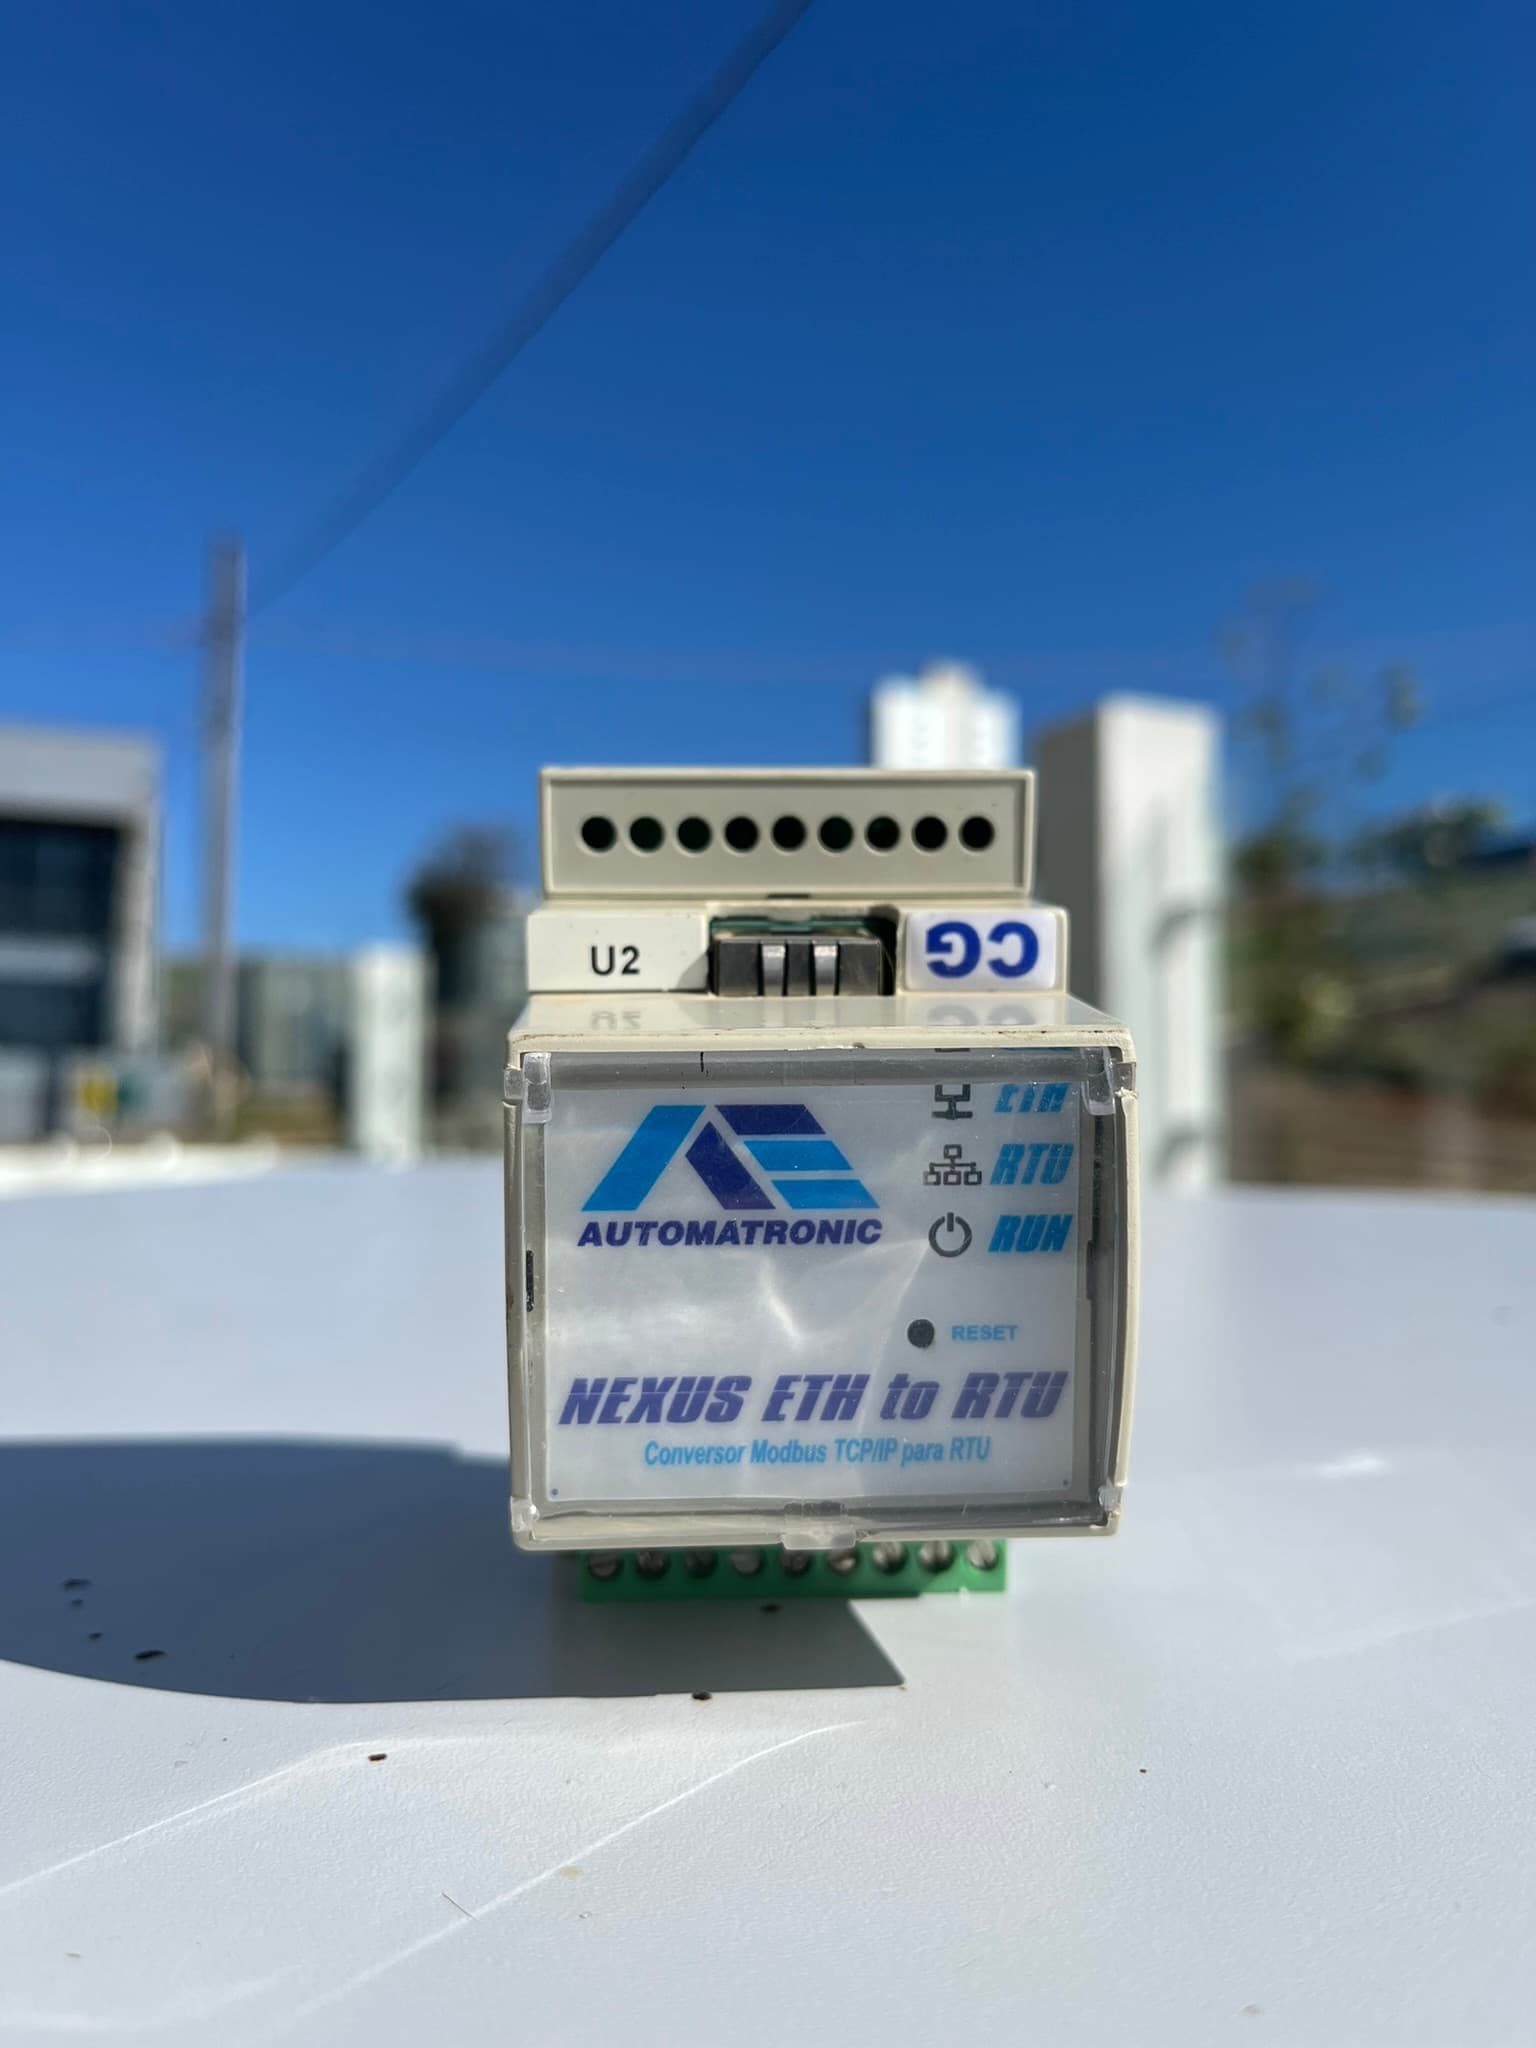 U2
CG
ETH
RTU
RUN
AUTOMATRONIC
RESET
NEXUS ETH to RTU
Conversor Modbus TCP/IP para RTU